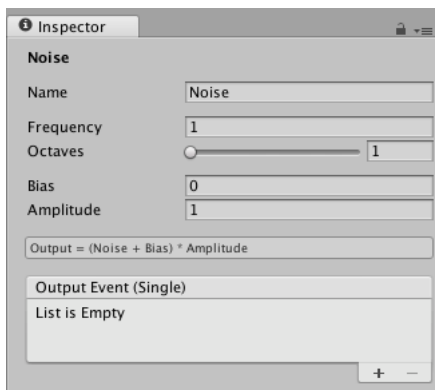 Inspector
Noise
Name Noise
Frequency 1
Octaves 1
Bias 0
Amplitude 1
Output = (Noise + Bias) * Amplitude
Output Event (Single)
List is Empty
+ −